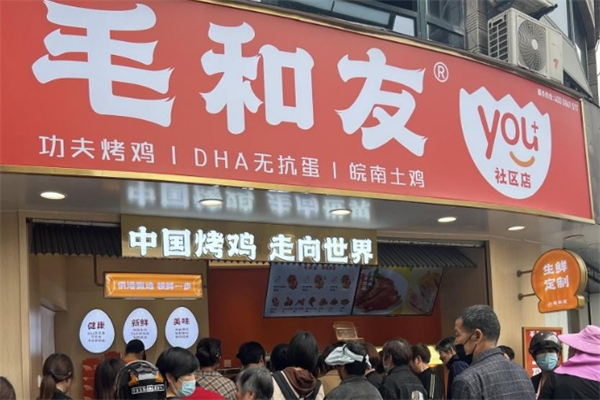 毛和友®
you+
社区店
功夫烤鸡 | DHA无抗蛋 | 皖南土鸡
中国烤鸡 走向世界
健康
新鲜
美味
生鲜
定制